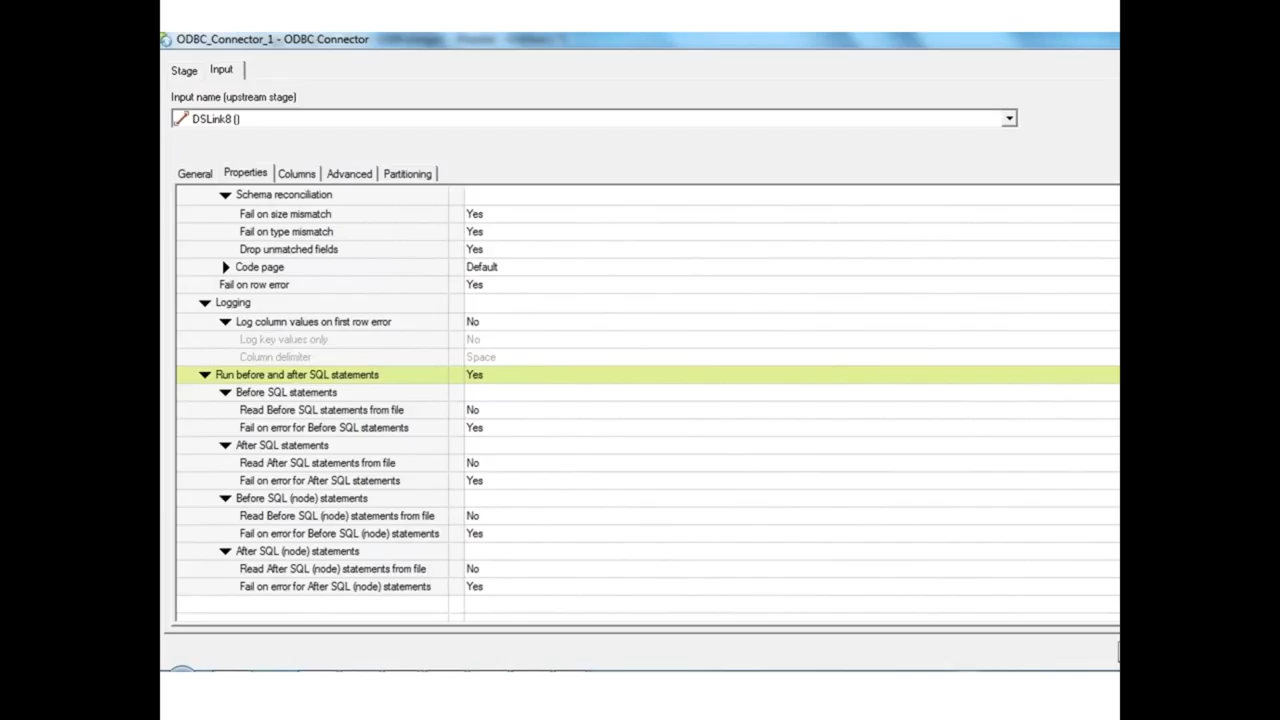 ODBC_Connector_1 - ODBC Connector
Stage Input
Input name (upstream stage)
DSLink8 ()
General Properties Columns Advanced Partitioning
Schema reconciliation
Fail on size mismatch Yes
Fail on type mismatch Yes
Drop unmatched fields Yes
Code page Default
Fail on row error Yes
Logging
Log column values on first row error No
Log key values only No
Column delimiter Space
Run before and after SQL statements Yes
Before SQL statements
Read Before SQL statements from file No
Fail on error for Before SQL statements Yes
After SQL statements
Read After SQL statements from file No
Fail on error for After SQL statements Yes
Before SQL (node) statements
Read Before SQL (node) statements from file No
Fail on error for Before SQL (node) statements Yes
After SQL (node) statements
Read After SQL (node) statements from file No
Fail on error for After SQL (node) statements Yes